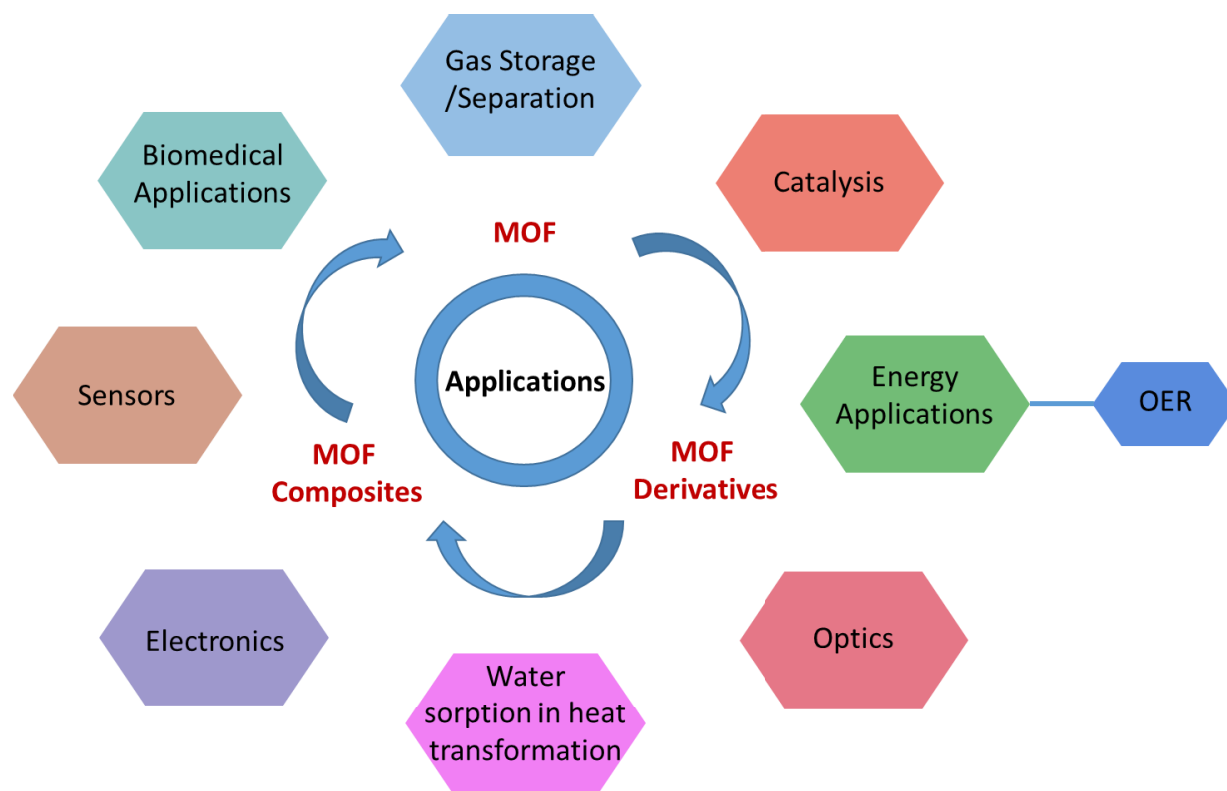 Gas Storage
/Separation
Biomedical
Applications
Catalysis
MOF
Sensors
Applications
Energy
Applications
OER
MOF
Composites
MOF
Derivatives
Electronics
Optics
Water
sorption in heat
transformation